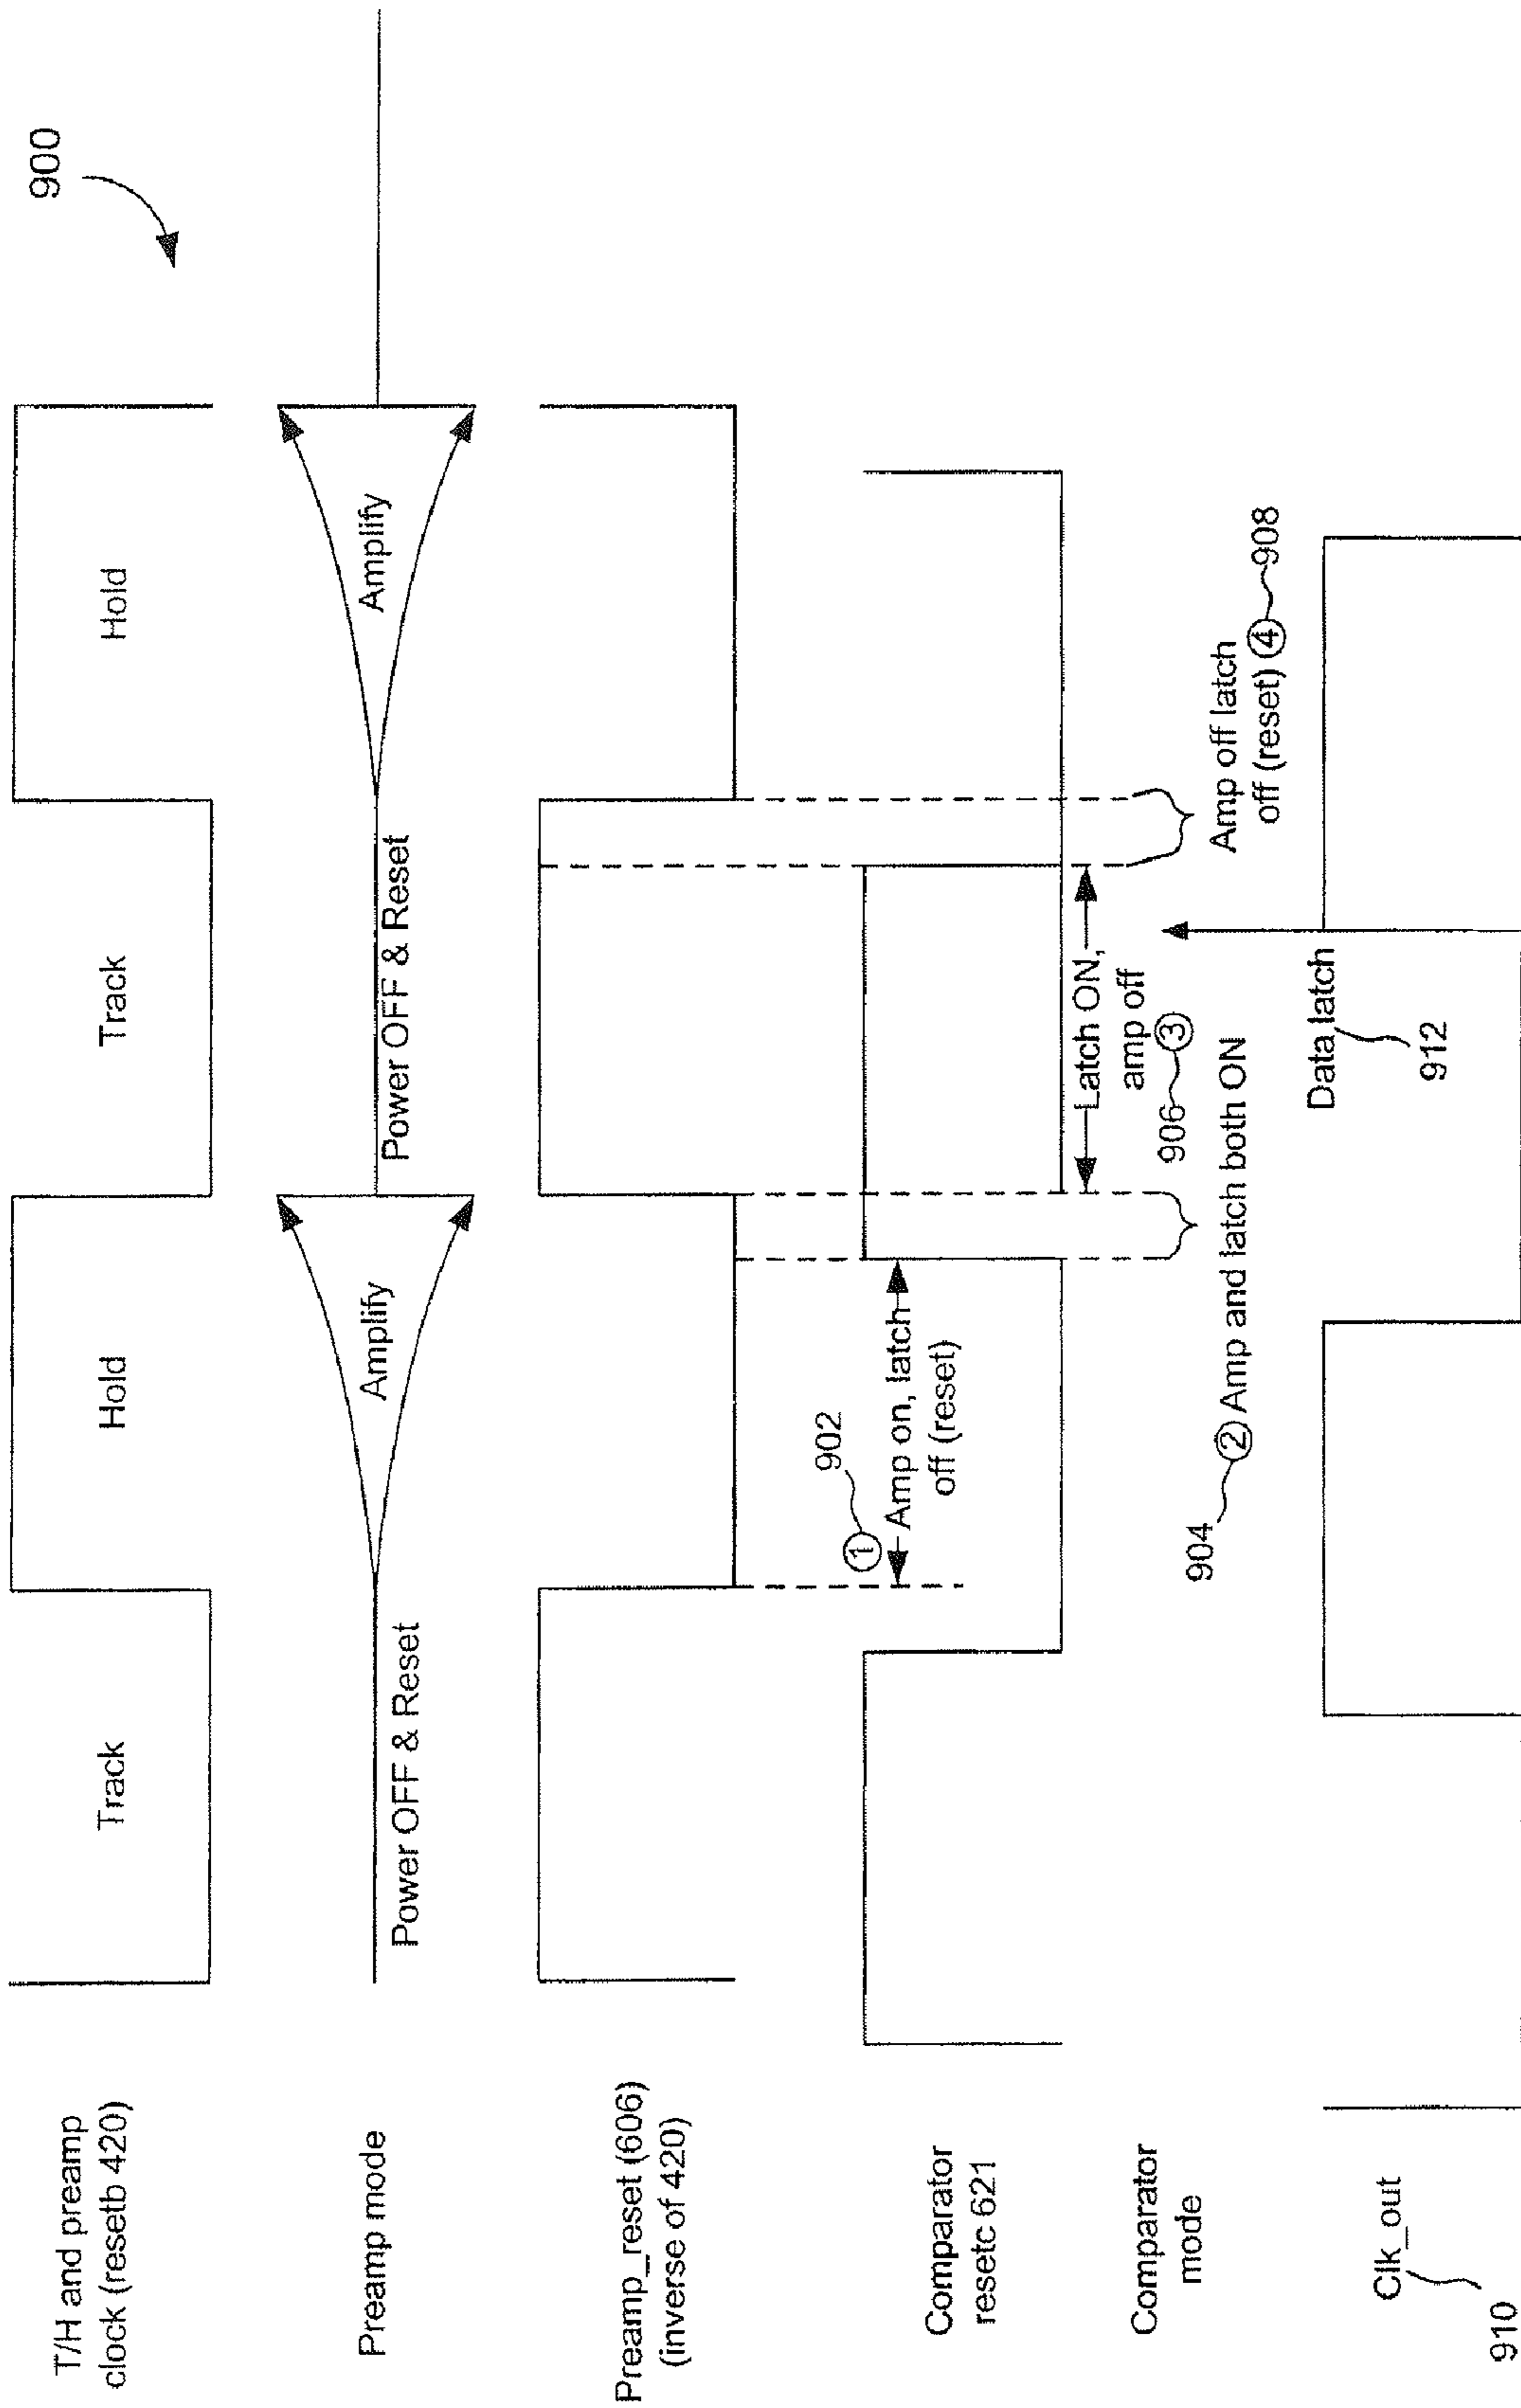 900
T/H and preamp
clock (resetb 420)
Track
Hold
Track
Hold
Preamp mode
Power OFF & Reset
Amplify
Power OFF & Reset
Amplify
Preamp_reset (606)
(inverse of 420)
Comparator
resetc 621
1
902
Amp on, latch
off (reset)
Comparator
mode
Latch ON,
amp off
906 3
904 2 Amp and latch both ON
Amp off latch
off (reset) 4 908
Clk_out
910
Data latch
912